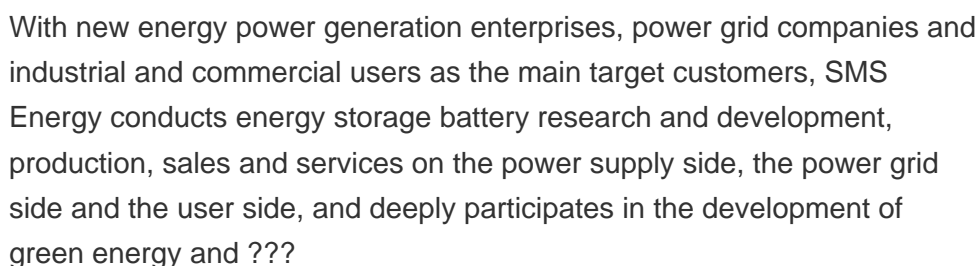 With new energy power generation enterprises, power grid companies and
industrial and commercial users as the main target customers, SMS
Energy conducts energy storage battery research and development,
production, sales and services on the power supply side, the power grid
side and the user side, and deeply participates in the development of
green energy and ???